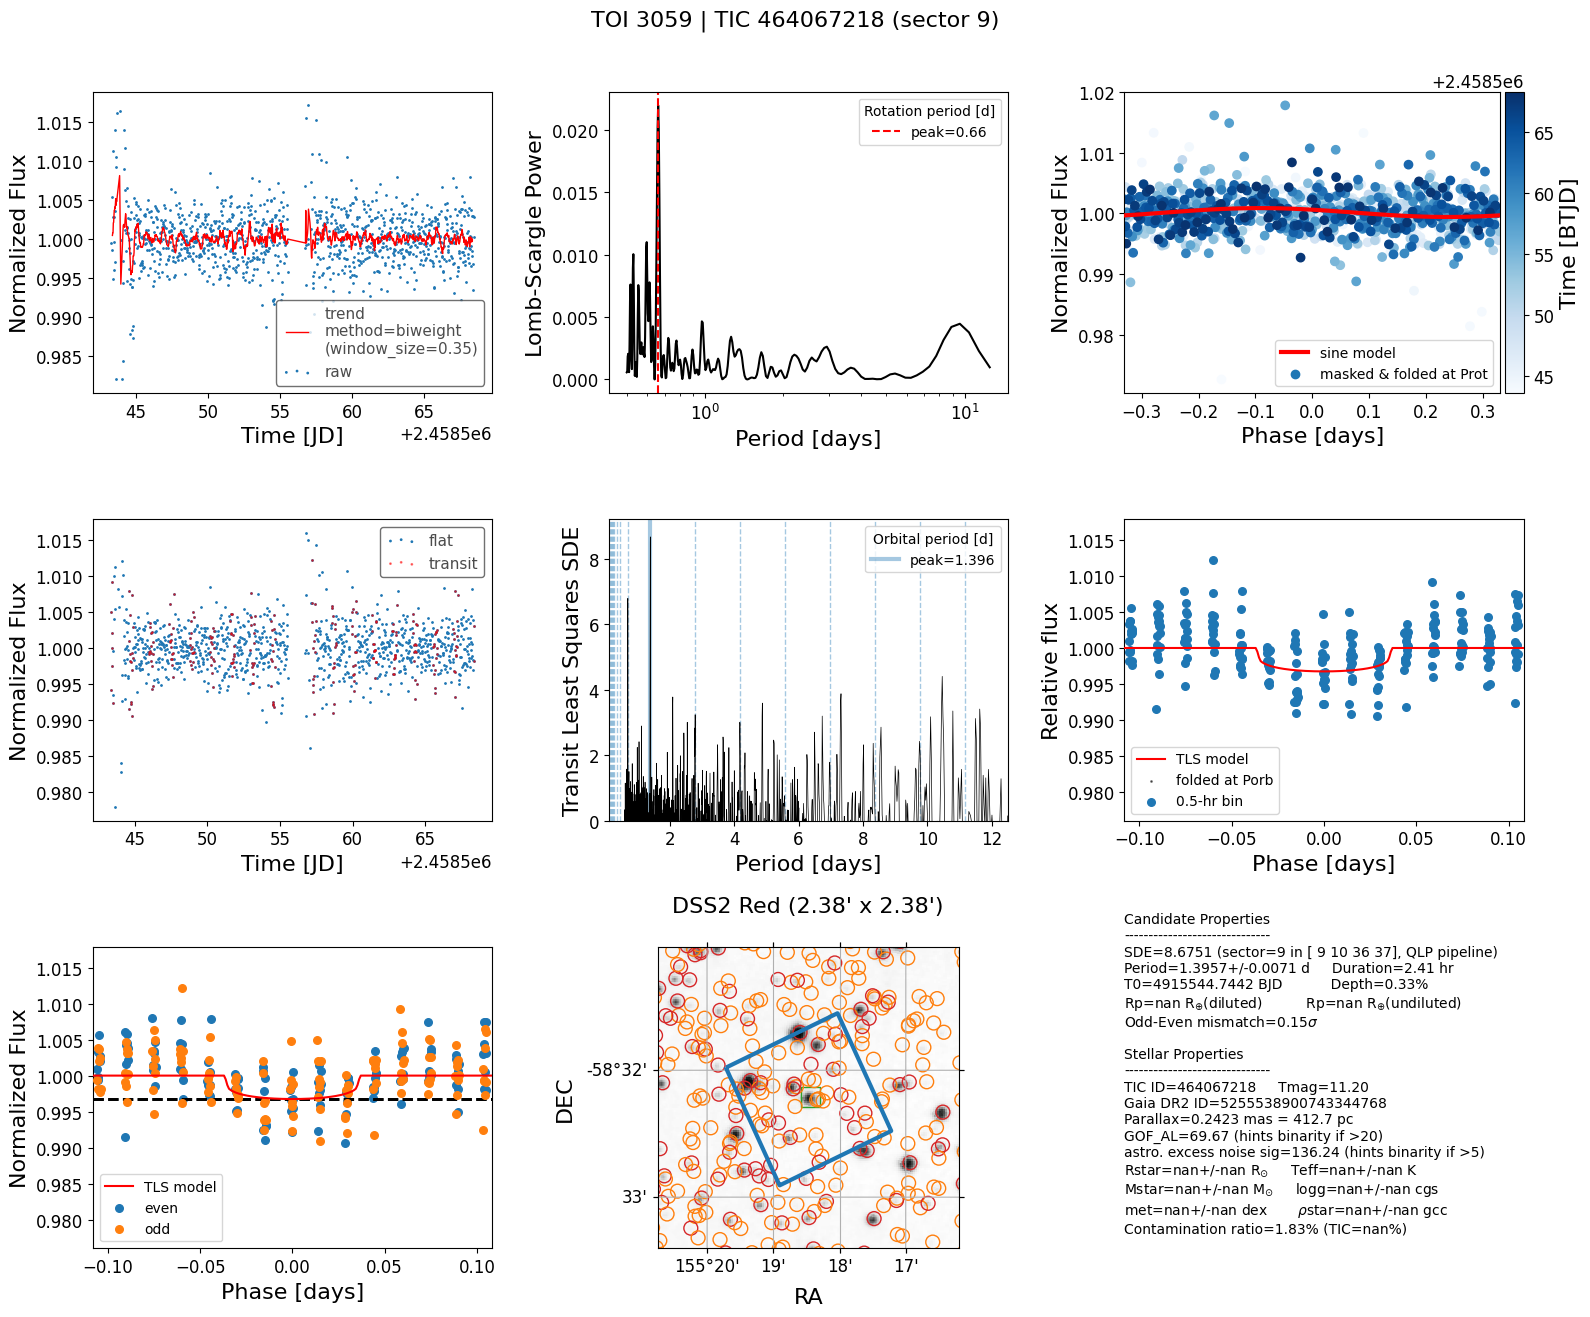 TOI 3059 | TIC 464067218 (sector 9)
Normalized Flux
1.015
1.010
1.005
1.000
0.995
0.990
0.985
trend
method=biweight
(window_size=0.35)
raw
45 50 55 60 65
Time [JD]
+2.4585e6
Lomb-Scargle Power
0.020
0.015
0.010
0.005
0.000
Rotation period [d]
peak=0.66
10^0 10^1
Period [days]
+2.4585e6
Normalized Flux
1.02
1.01
1.00
0.99
0.98
sine model
masked & folded at Prot
−0.3 −0.2 −0.1 0.0 0.1 0.2 0.3
Phase [days]
65
60
55
50
45
Time [BTJD]
Normalized Flux
1.015
1.010
1.005
1.000
0.995
0.990
0.985
0.980
flat
transit
45 50 55 60 65
Time [JD]
+2.4585e6
Transit Least Squares SDE
8
6
4
2
0
Orbital period [d]
peak=1.396
2 4 6 8 10 12
Period [days]
Relative flux
1.015
1.010
1.005
1.000
0.995
0.990
0.985
0.980
TLS model
folded at Porb
0.5-hr bin
−0.10 −0.05 0.00 0.05 0.10
Phase [days]
Normalized Flux
1.015
1.010
1.005
1.000
0.995
0.990
0.985
0.980
TLS model
even
odd
−0.10 −0.05 0.00 0.05 0.10
Phase [days]
DSS2 Red (2.38' x 2.38')
DEC
-58°32'
33'
155°20' 19' 18' 17'
RA
Candidate Properties
------------------------------
SDE=8.6751 (sector=9 in [ 9 10 36 37], QLP pipeline)
Period=1.3957+/-0.0071 d Duration=2.41 hr
T0=4915544.7442 BJD Depth=0.33%
Rp=nan R⊕(diluted) Rp=nan R⊕(undiluted)
Odd-Even mismatch=0.15σ
Stellar Properties
------------------------------
TIC ID=464067218 Tmag=11.20
Gaia DR2 ID=5255538900743344768
Parallax=0.2423 mas = 412.7 pc
GOF_AL=69.67 (hints binarity if >20)
astro. excess noise sig=136.24 (hints binarity if >5)
Rstar=nan+/-nan R⊙ Teff=nan+/-nan K
Mstar=nan+/-nan M⊙ logg=nan+/-nan cgs
met=nan+/-nan dex ρstar=nan+/-nan gcc
Contamination ratio=1.83% (TIC=nan%)